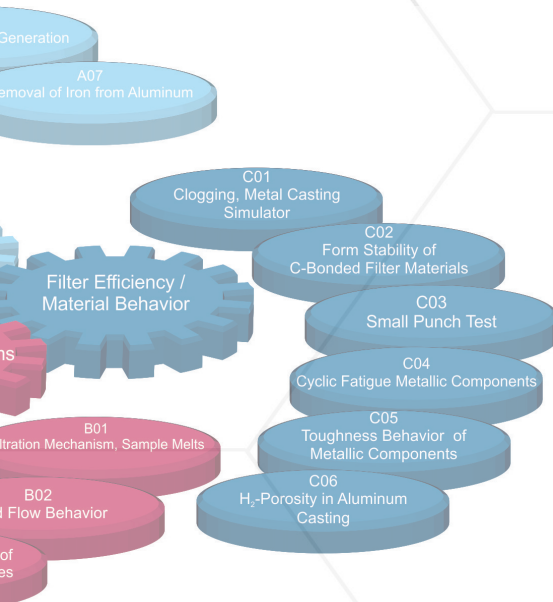 Generation
A07
emoval of Iron from Aluminum
C01
Clogging, Metal Casting
Simulator
C02
Form Stability of
C-Bonded Filter Materials
Filter Efficiency /
Material Behavior
C03
Small Punch Test
ns
C04
Cyclic Fatigue Metallic Components
B01
ltration Mechanism, Sample Melts
C05
Toughness Behavior of
Metallic Components
B02
d Flow Behavior
C06
H₂-Porosity in Aluminum
Casting
of
es